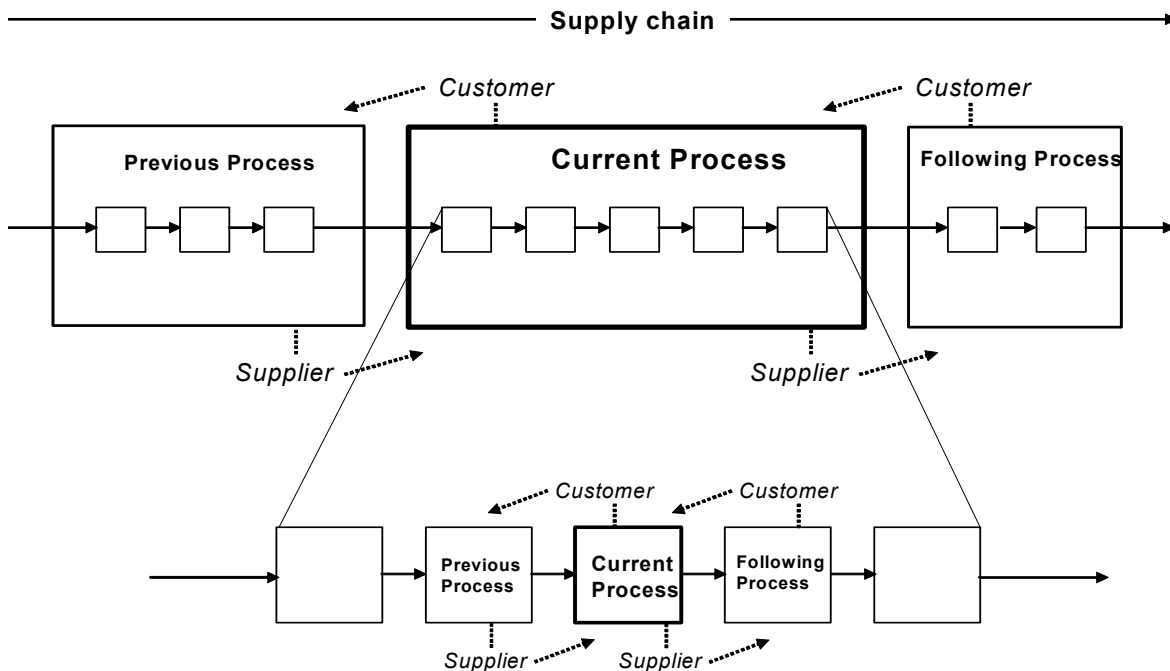 Supply chain
Customer
Customer
Previous Process
Current Process
Following Process
Supplier
Supplier
Customer
Customer
Previous
Process
Current
Process
Following
Process
Supplier
Supplier